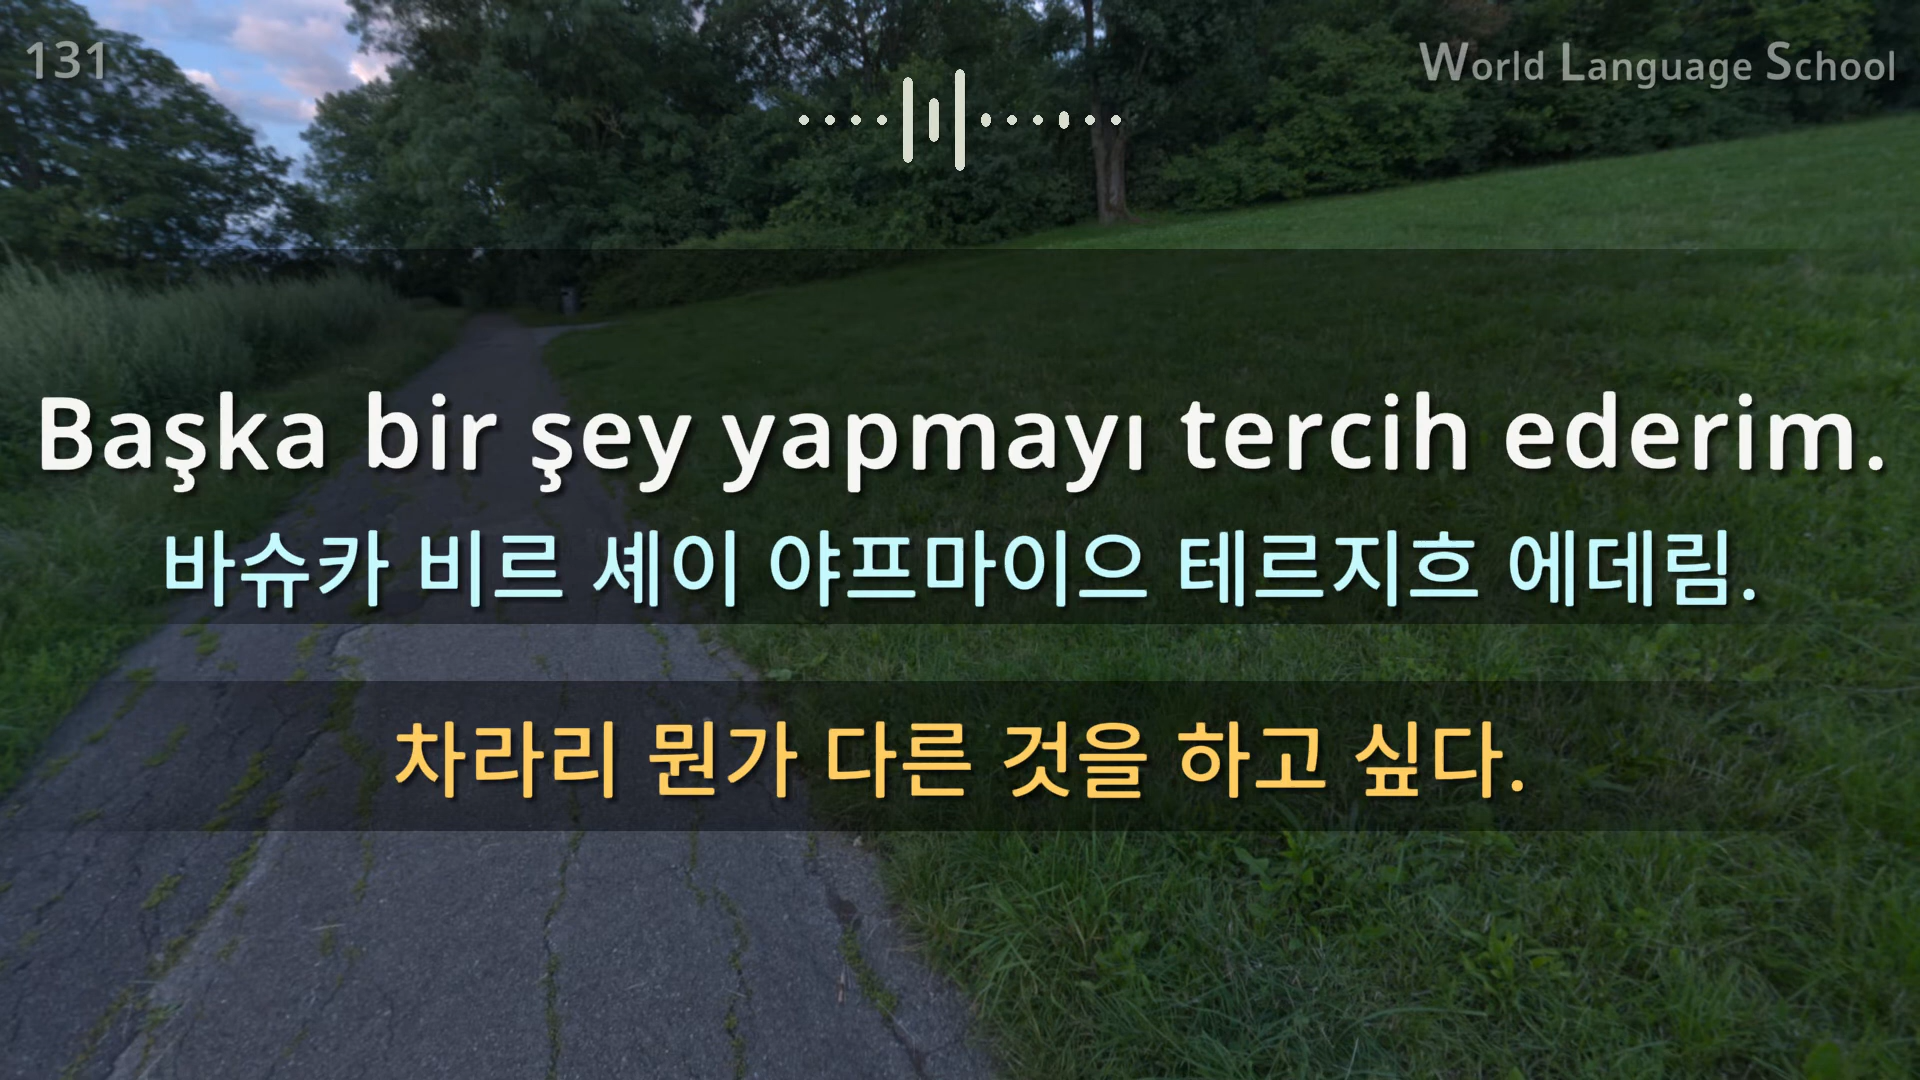 131
World Language School
Başka bir şey yapmayı tercih ederim.
바슈카 비르 셰이 야프마이으 테르지흐 에데림.
차라리 뭔가 다른 것을 하고 싶다.